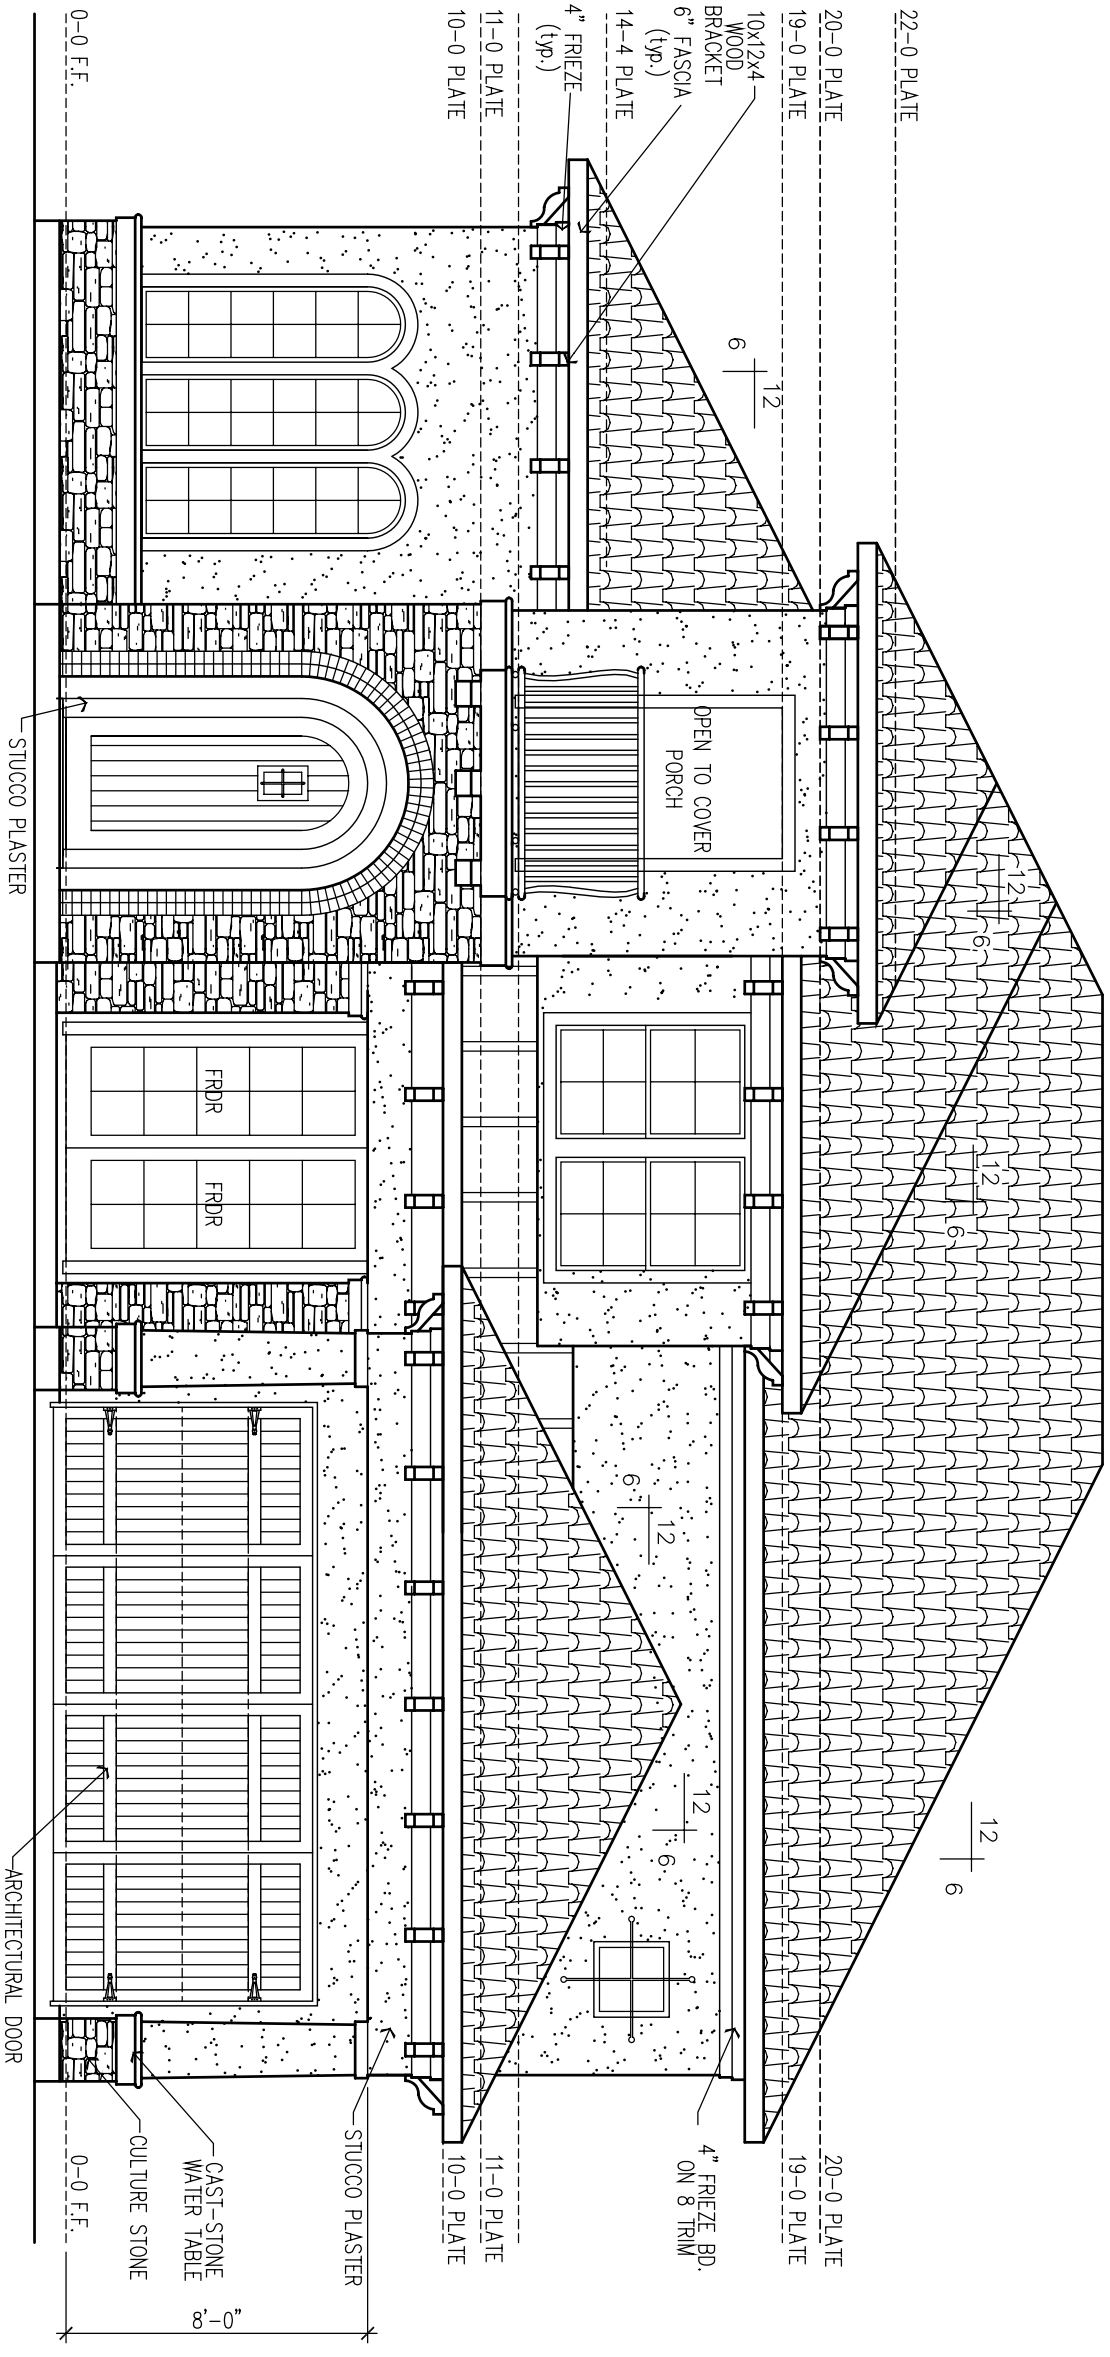 22-0 PLATE
20-0 PLATE
19-0 PLATE
10x12x4
WOOD
BRACKET
6" FASCIA
(typ.)
14-4 PLATE
4" FRIEZE
(typ.)
11-0 PLATE
10-0 PLATE
0-0 F.F.
6
12
12
6
12
6
12
6
6
12
12
6
OPEN TO COVER
PORCH
FRDR
FRDR
STUCCO PLASTER
ARCHITECTURAL DOOR
20-0 PLATE
19-0 PLATE
4" FRIEZE BD.
ON 8 TRIM
11-0 PLATE
10-0 PLATE
STUCCO PLASTER
CAST-STONE
WATER TABLE
CULTURE STONE
0-0 F.F.
8'-0"